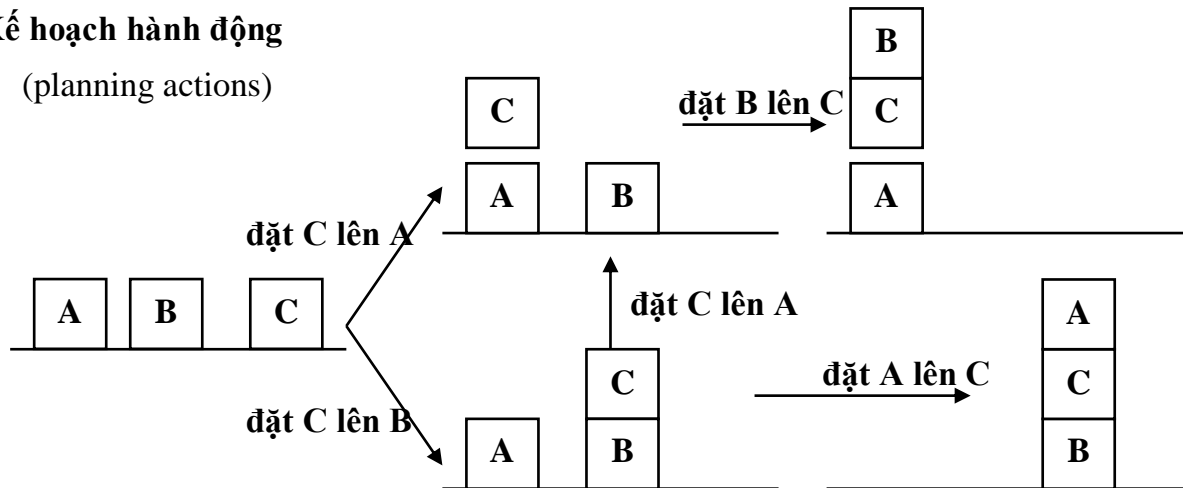 Kế hoạch hành động
(planning actions)
B
C
đặt B lên C
C
A
B
A
đặt C lên A
A
B
C
đặt C lên A
A
C
đặt A lên C
C
đặt C lên B
A
B
B